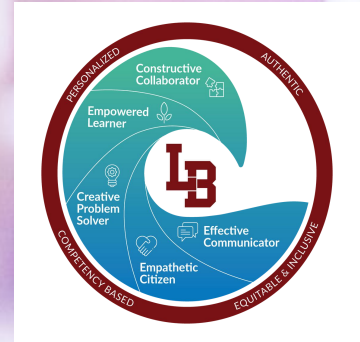 PERSONALIZED
AUTHENTIC
Constructive
Collaborator
Empowered
Learner
Creative
Problem
Solver
LB
Effective
Communicator
Empathetic
Citizen
COMPETENCY BASED
EQUITABLE & INCLUSIVE